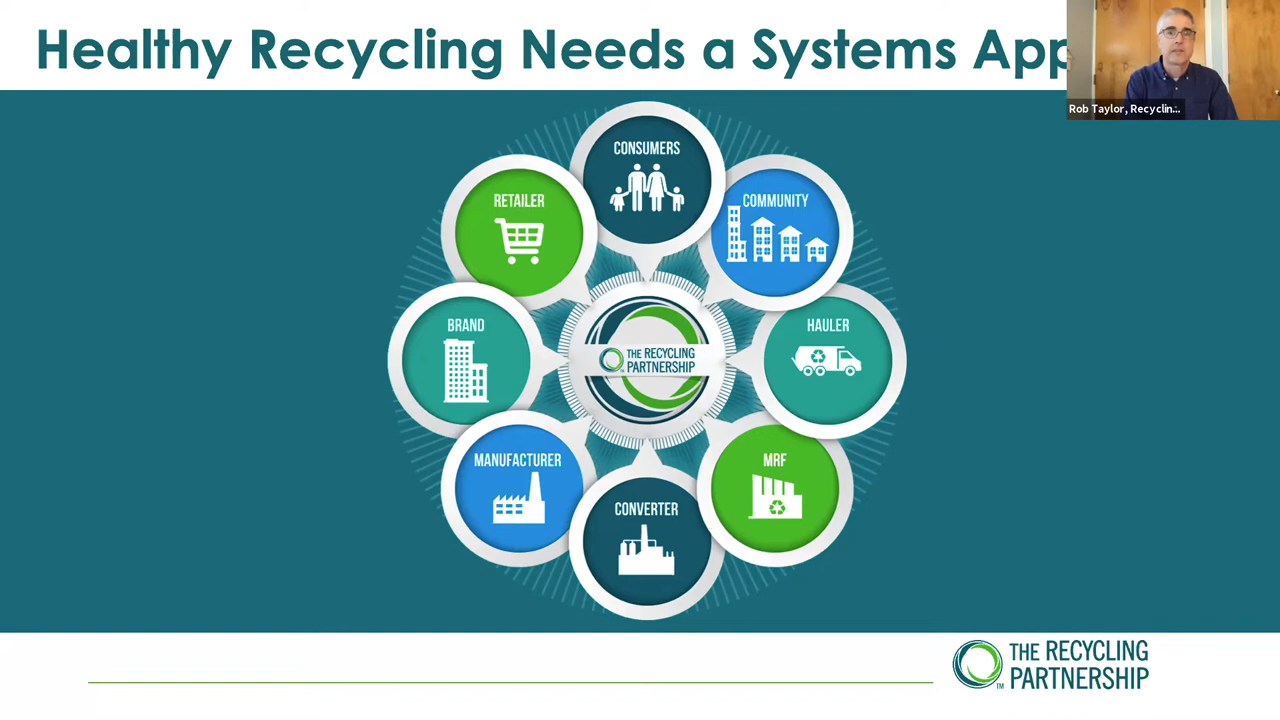 Healthy Recycling Needs a Systems App
Rob Taylor, Recyclin...
CONSUMERS
RETAILER
COMMUNITY
BRAND
HAULER
THE RECYCLING
PARTNERSHIP
MANUFACTURER
MRF
CONVERTER
THE RECYCLING
PARTNERSHIP
TM